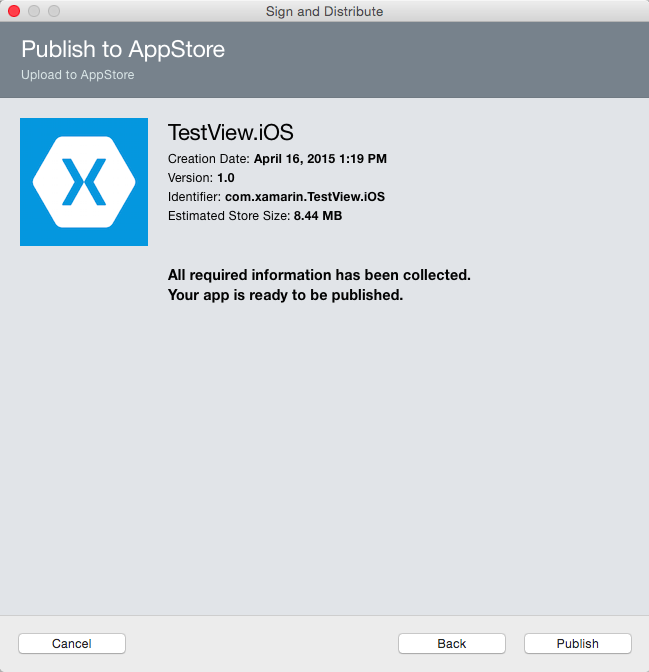 Sign and Distribute
Publish to AppStore
Upload to AppStore
TestView.iOS
Creation Date: April 16, 2015 1:19 PM
Version: 1.0
Identifier: com.xamarin.TestView.iOS
Estimated Store Size: 8.44 MB
All required information has been collected.
Your app is ready to be published.
Cancel
Back
Publish